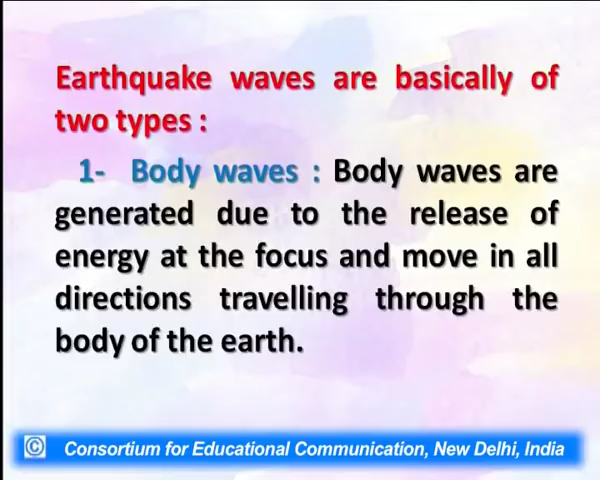 Earthquake waves are basically of
two types :
1- Body waves : Body waves are
generated due to the release of
energy at the focus and move in all
directions travelling through the
body of the earth.
© Consortium for Educational Communication, New Delhi, India